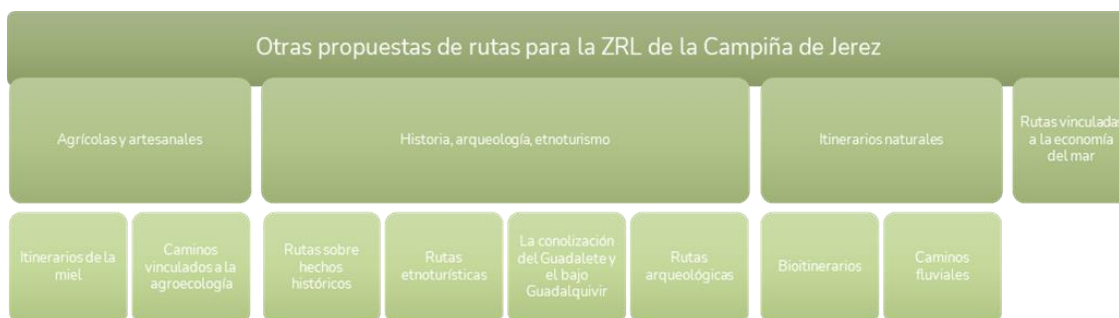 Otras propuestas de rutas para la ZRL de la Campiña de Jerez
Agrícolas y artesanales
Historia, arqueología, etnoturismo
Itinerarios naturales
Rutas vinculadas
a la economía
del mar
Itinerarios de la
miel
Caminos
vinculados a la
agroecología
Rutas sobre
hechos
históricos
Rutas
etnoturísticas
La conolización
del Guadalete y
el bajo
Guadalquivir
Rutas
arqueológicas
Bioitinerarios
Caminos
fluviales